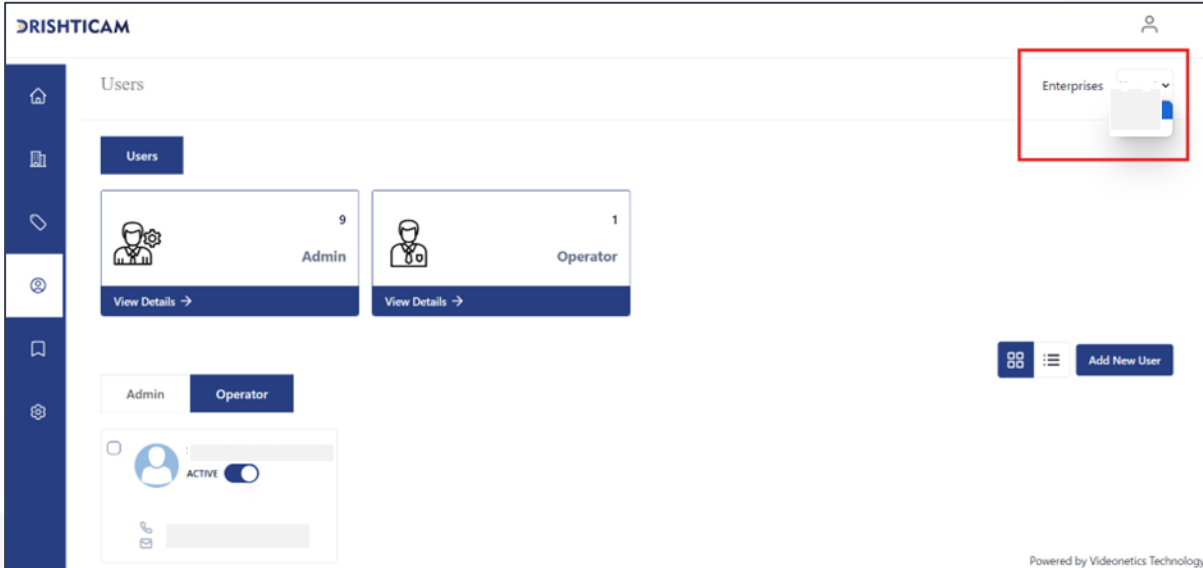 DRISHTICAM
Users
Enterprises
Users
9
Admin
View Details →
1
Operator
View Details →
Add New User
Admin
Operator
ACTIVE
Powered by Videonetics Technology